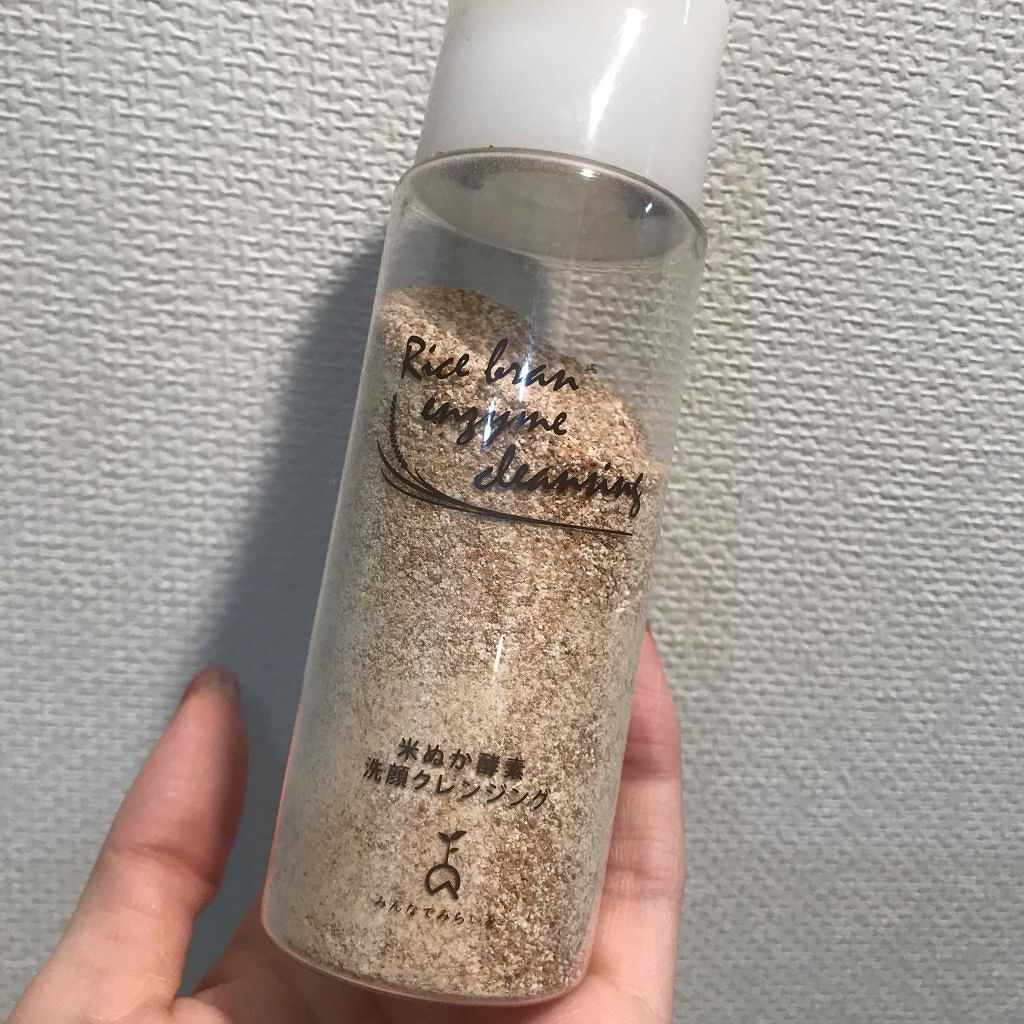 Rice bran
enzyme
cleansing
米ぬか酵素
洗顔クレンジング
みんなでみらいを